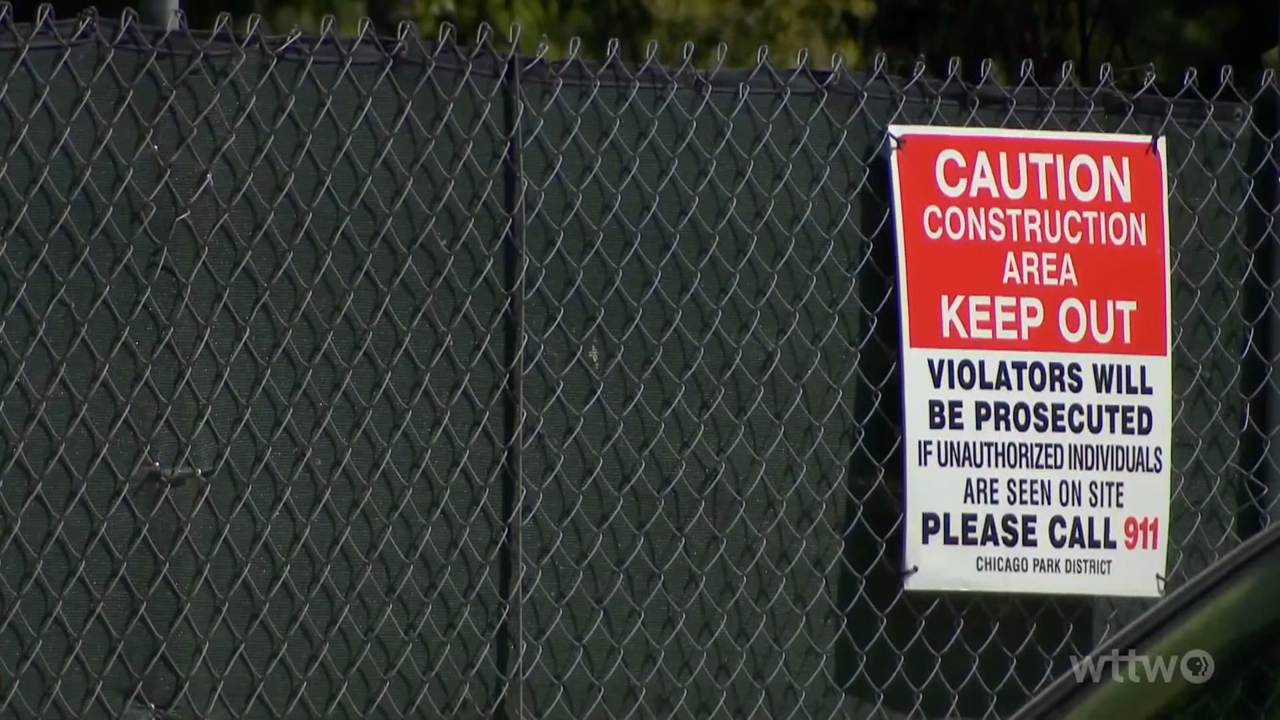 CAUTION
CONSTRUCTION
AREA
KEEP OUT
VIOLATORS WILL
BE PROSECUTED
IF UNAUTHORIZED INDIVIDUALS
ARE SEEN ON SITE
PLEASE CALL 911
CHICAGO PARK DISTRICT
wttw